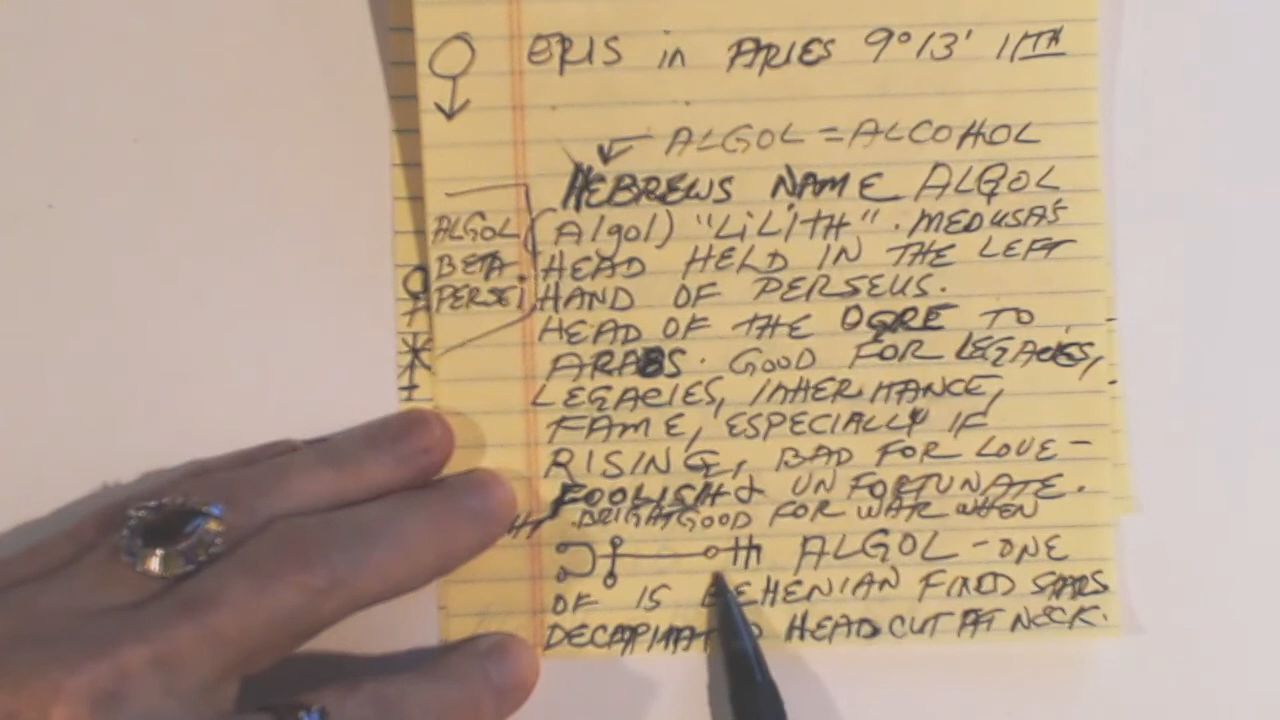 ERIS in ARIES 9°13' 11TH
ALGOL = ALCOHOL
HEBREWS NAME ALGOL
(Algol) "LiLiTH". MEDUSA'S
HEAD HELD IN THE LEFT
HAND OF PERSEUS.
ALGOL
BETA
PERSEI
HEAD OF THE OGRE TO
ARABS. GOOD FOR LEGACIES,
LEGACIES, INHERITANCE,
FAME, ESPECIALLY IF
RISING, BAD FOR LOVE-
FOOLISH & UNFORTUNATE.
BRIGHT GOOD FOR WAR WHEN
ALGOL - ONE
OF 15 BEHENIAN FIXED STARS
HEAD CUT AT NECK.